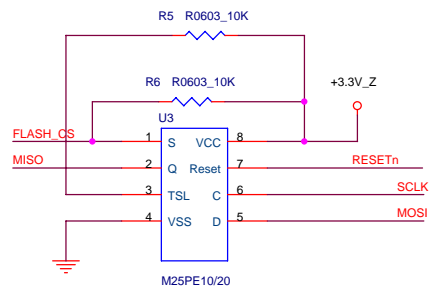 R5 R0603_10K
R6 R0603_10K
+3.3V_Z
U3
FLASH_CS 1 S VCC 8
MISO 2 Q Reset 7 RESETn
3 TSL C 6 SCLK
4 VSS D 5 MOSI
M25PE10/20